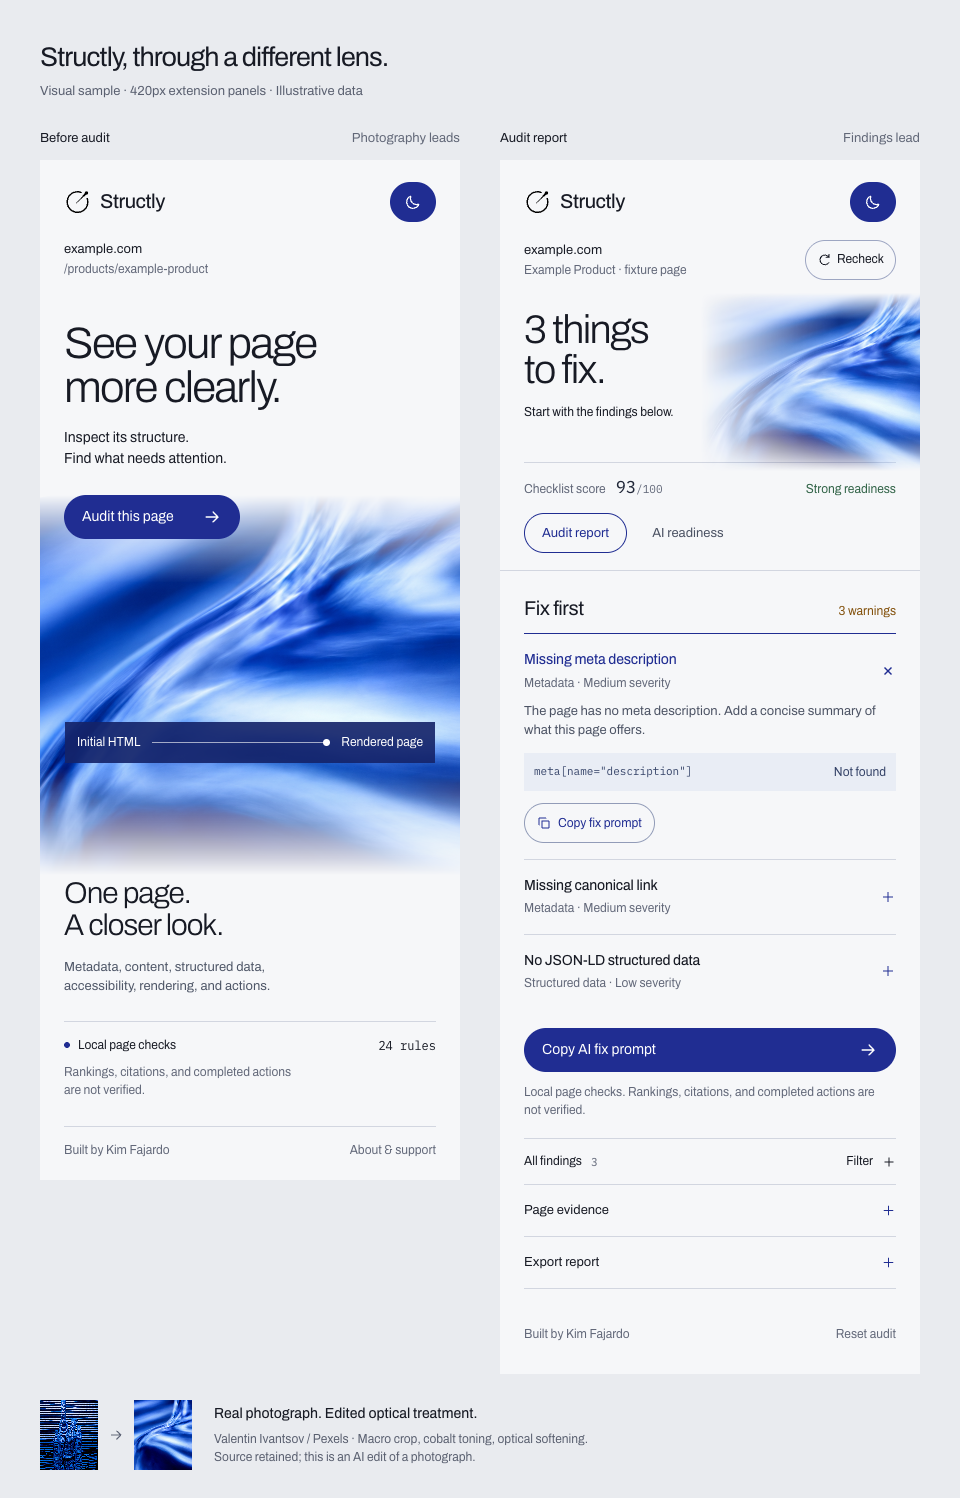 Structly, through a different lens.
Visual sample · 420px extension panels · Illustrative data
Before audit
Photography leads
Structly
example.com
/products/example-product
See your page
more clearly.
Inspect its structure.
Find what needs attention.
Audit this page
Initial HTML
Rendered page
One page.
A closer look.
Metadata, content, structured data,
accessibility, rendering, and actions.
Local page checks
24 rules
Rankings, citations, and completed actions
are not verified.
Built by Kim Fajardo
About & support
Audit report
Findings lead
Structly
example.com
Example Product · fixture page
Recheck
3 things
to fix.
Start with the findings below.
Checklist score 93/100
Strong readiness
Audit report
AI readiness
Fix first
3 warnings
Missing meta description
Metadata · Medium severity
The page has no meta description. Add a concise summary of
what this page offers.
meta[name="description"]
Not found
Copy fix prompt
Missing canonical link
Metadata · Medium severity
No JSON-LD structured data
Structured data · Low severity
Copy AI fix prompt
Local page checks. Rankings, citations, and completed actions are
not verified.
All findings 3
Filter
Page evidence
Export report
Built by Kim Fajardo
Reset audit
Real photograph. Edited optical treatment.
Valentin Ivantsov / Pexels · Macro crop, cobalt toning, optical softening.
Source retained; this is an AI edit of a photograph.